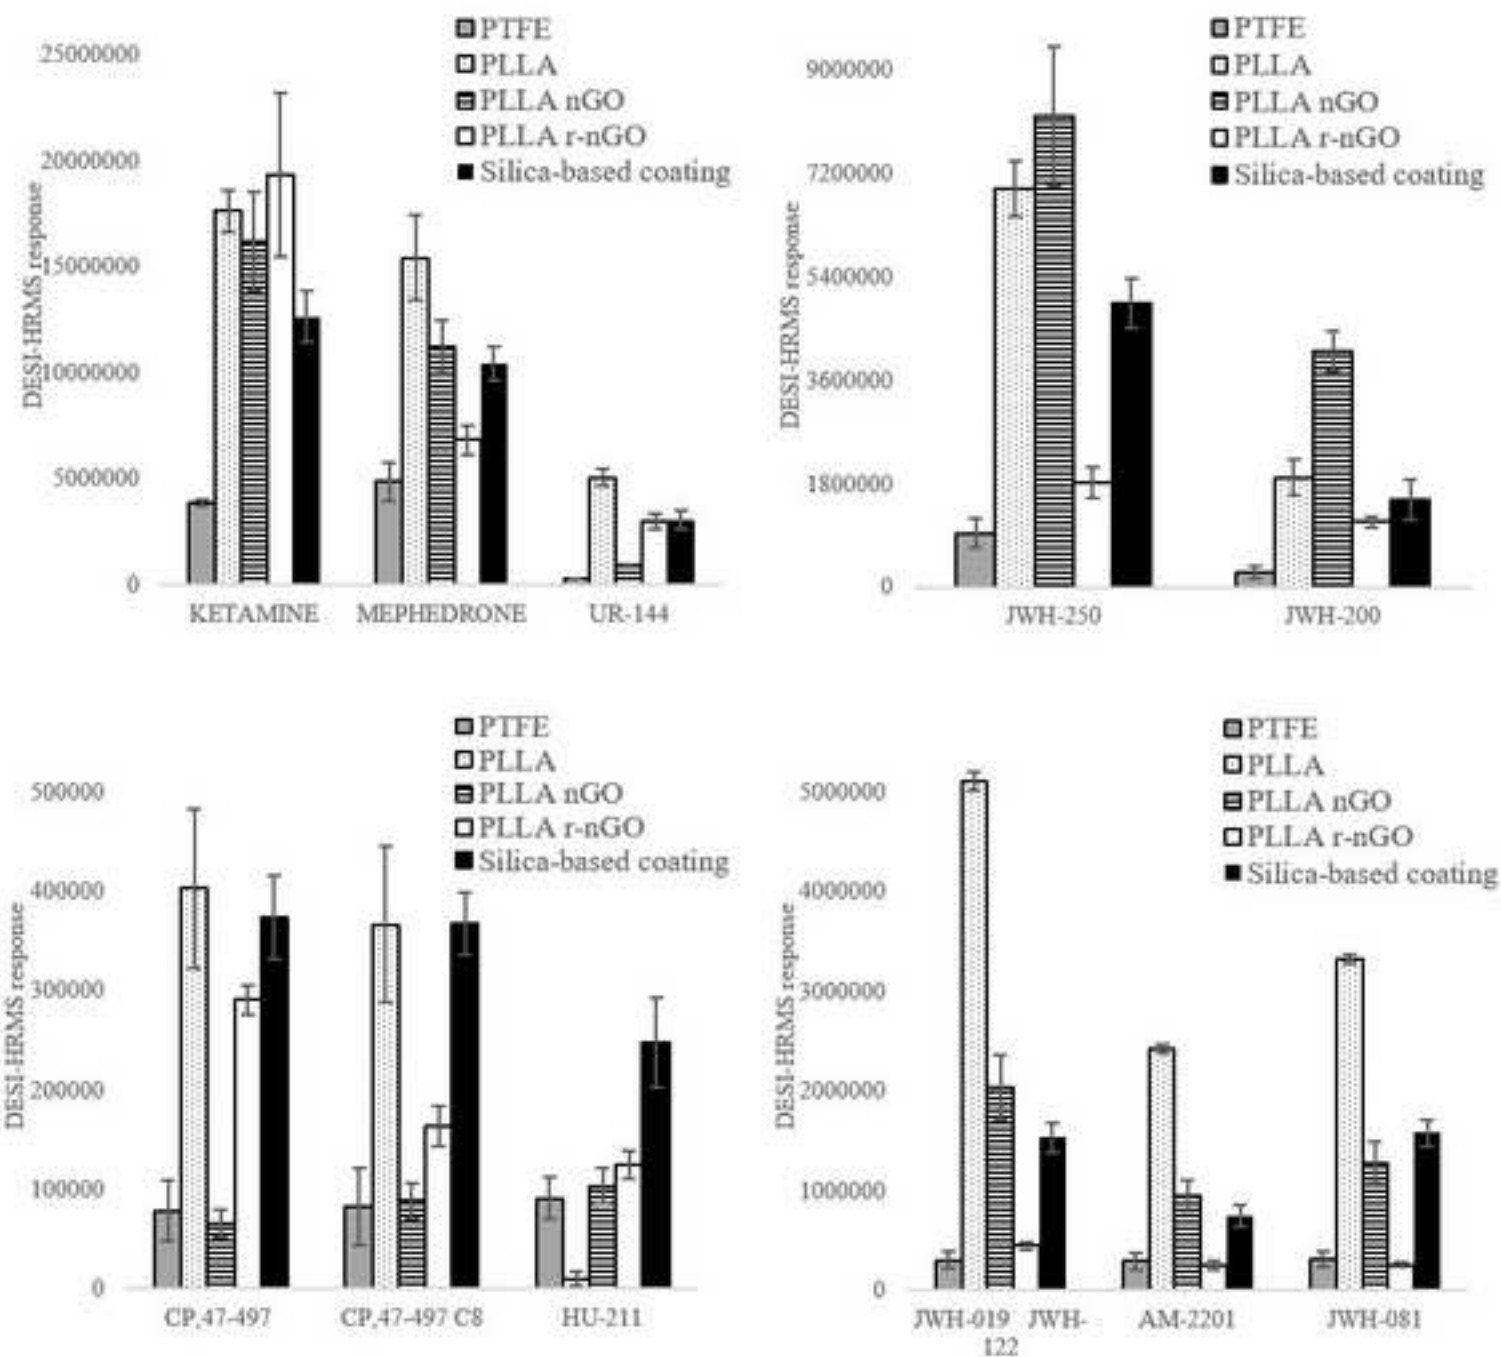 PTFE
PLLA
PLLA nGO
PLLA r-nGO
Silica-based coating
25000000
20000000
15000000
10000000
5000000
0
DESI-HRMS response
KETAMINE MEPHEDRONE UR-144
PTFE
PLLA
PLLA nGO
PLLA r-nGO
Silica-based coating
9000000
7200000
5400000
3600000
1800000
0
DESI-HRMS response
JWH-250 JWH-200
PTFE
PLLA
PLLA nGO
PLLA r-nGO
Silica-based coating
500000
400000
300000
200000
100000
0
DESI-HRMS response
CP,47-497 CP,47-497 C8 HU-211
PTFE
PLLA
PLLA nGO
PLLA r-nGO
Silica-based coating
5000000
4000000
3000000
2000000
1000000
0
DESI-HRMS response
JWH-019 JWH- AM-2201 JWH-081
122